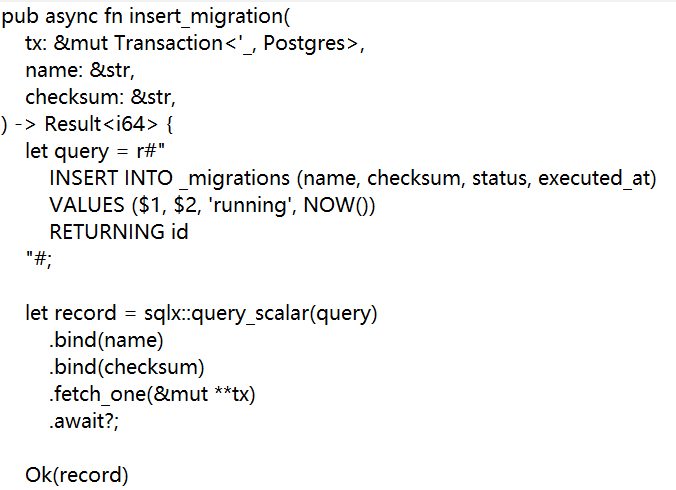 pub async fn insert_migration(
    tx: &mut Transaction<'_, Postgres>,
    name: &str,
    checksum: &str,
) -> Result<i64> {
    let query = r#"
        INSERT INTO _migrations (name, checksum, status, executed_at)
        VALUES ($1, $2, 'running', NOW())
        RETURNING id
    "#;

    let record = sqlx::query_scalar(query)
        .bind(name)
        .bind(checksum)
        .fetch_one(&mut **tx)
        .await?;

    Ok(record)